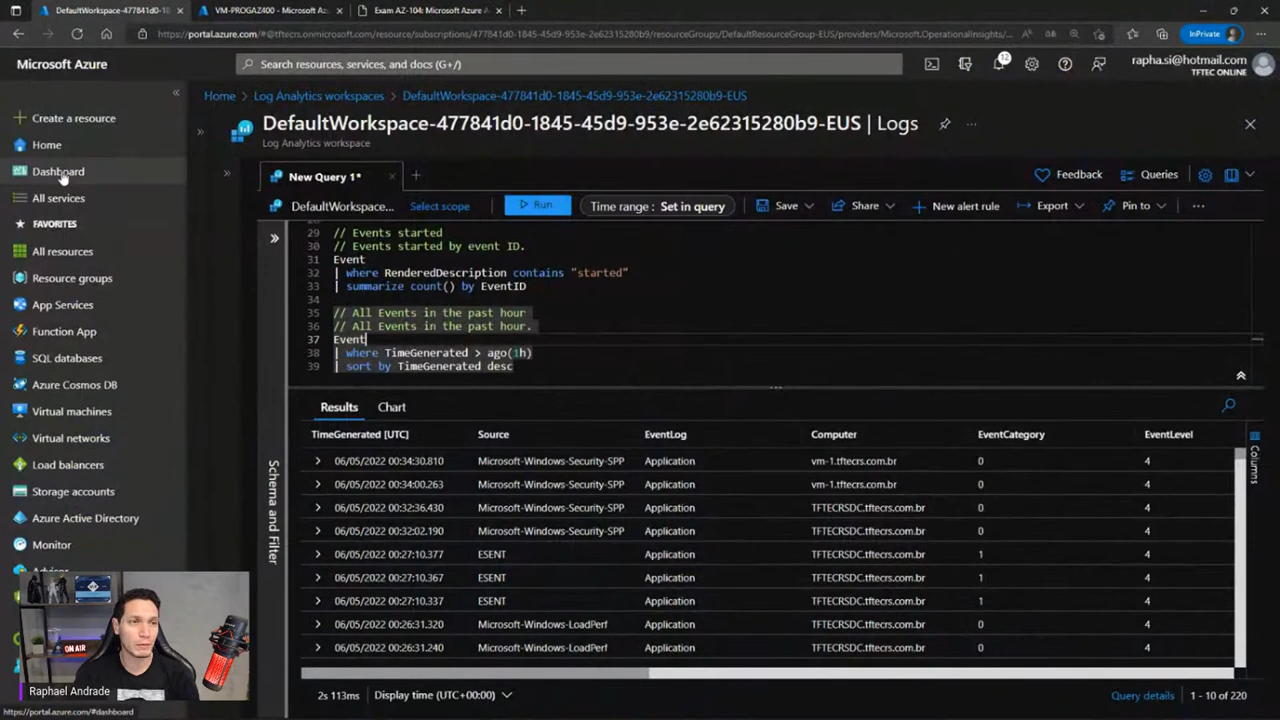 DefaultWorkspace-477841d0-18
VM-PROGAZ400 - Microsoft Az
Exam AZ-104: Microsoft Azure A
https://portal.azure.com/#@tftecrs.onmicrosoft.com/resource/subscriptions/477841d0-1845-45d9-953e-2e62315280b9/resourceGroups/DefaultResourceGroup-EUS/providers/Microsoft.OperationalInsights/...
InPrivate
Microsoft Azure
Search resources, services, and docs (G+/)
12
rapha.si@hotmail.com
TFTEC ONLINE
Create a resource
Home
Dashboard
All services
FAVORITES
All resources
Resource groups
App Services
Function App
SQL databases
Azure Cosmos DB
Virtual machines
Virtual networks
Load balancers
Storage accounts
Azure Active Directory
Monitor
Advisor
Home > Log Analytics workspaces > DefaultWorkspace-477841d0-1845-45d9-953e-2e62315280b9-EUS
DefaultWorkspace-477841d0-1845-45d9-953e-2e62315280b9-EUS | Logs
Log Analytics workspace
New Query 1*
Feedback
Queries
DefaultWorkspace...
Select scope
Run
Time range : Set in query
Save
Share
New alert rule
Export
Pin to
29 // Events started
30 // Events started by event ID.
31 Event
32 | where RenderedDescription contains "started"
33 | summarize count() by EventID
34
35 // All Events in the past hour
36 // All Events in the past hour.
37 Event
38 | where TimeGenerated > ago(1h)
39 | sort by TimeGenerated desc
Schema and Filter
Results
Chart
Columns
TimeGenerated [UTC] Source EventLog Computer EventCategory EventLevel
06/05/2022 00:34:30.810 Microsoft-Windows-Security-SPP Application vm-1.tftecrs.com.br 0 4
06/05/2022 00:34:00.263 Microsoft-Windows-Security-SPP Application vm-1.tftecrs.com.br 0 4
06/05/2022 00:32:36.430 Microsoft-Windows-Security-SPP Application TFTECRSDC.tftecrs.com.br 0 4
06/05/2022 00:32:02.190 Microsoft-Windows-Security-SPP Application TFTECRSDC.tftecrs.com.br 0 4
06/05/2022 00:27:10.377 ESENT Application TFTECRSDC.tftecrs.com.br 1 4
06/05/2022 00:27:10.367 ESENT Application TFTECRSDC.tftecrs.com.br 1 4
06/05/2022 00:27:10.337 ESENT Application TFTECRSDC.tftecrs.com.br 1 4
06/05/2022 00:26:31.320 Microsoft-Windows-LoadPerf Application TFTECRSDC.tftecrs.com.br 0 4
06/05/2022 00:26:31.240 Microsoft-Windows-LoadPerf Application TFTECRSDC.tftecrs.com.br 0 4
2s 113ms
Display time (UTC+00:00)
Query details
1 - 10 of 220
ON AIR
Raphael Andrade
https://portal.azure.com/#dashboard